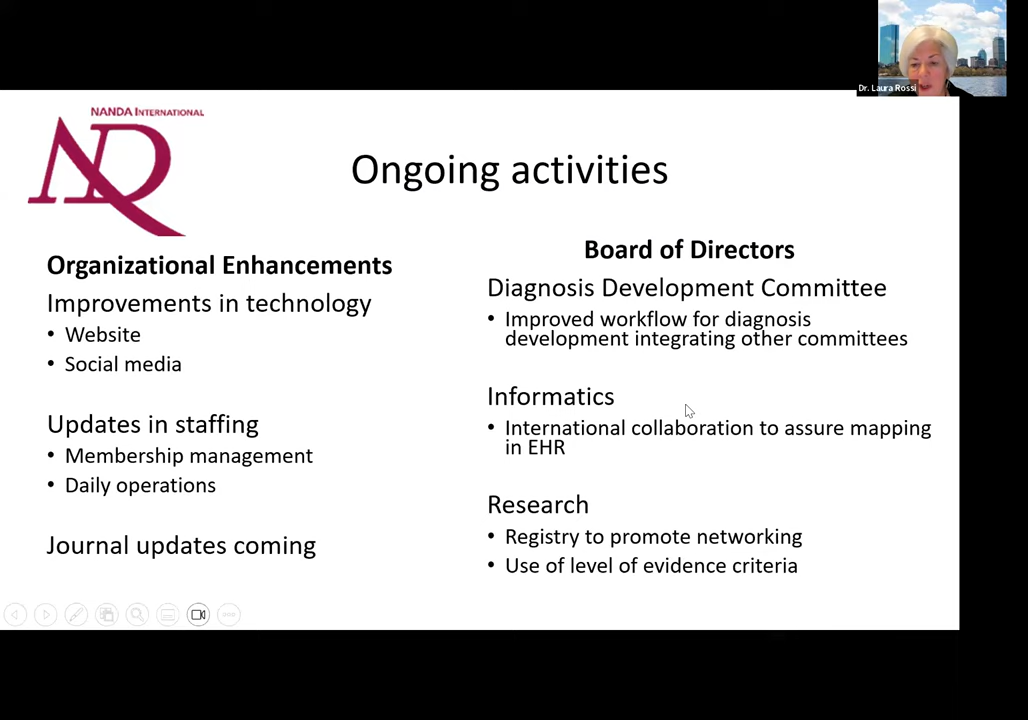 Dr. Laura Rossi
NANDA INTERNATIONAL
Ongoing activities
Organizational Enhancements
Improvements in technology
• Website
• Social media
Updates in staffing
• Membership management
• Daily operations
Journal updates coming
Board of Directors
Diagnosis Development Committee
• Improved workflow for diagnosis
development integrating other committees
Informatics
• International collaboration to assure mapping
in EHR
Research
• Registry to promote networking
• Use of level of evidence criteria